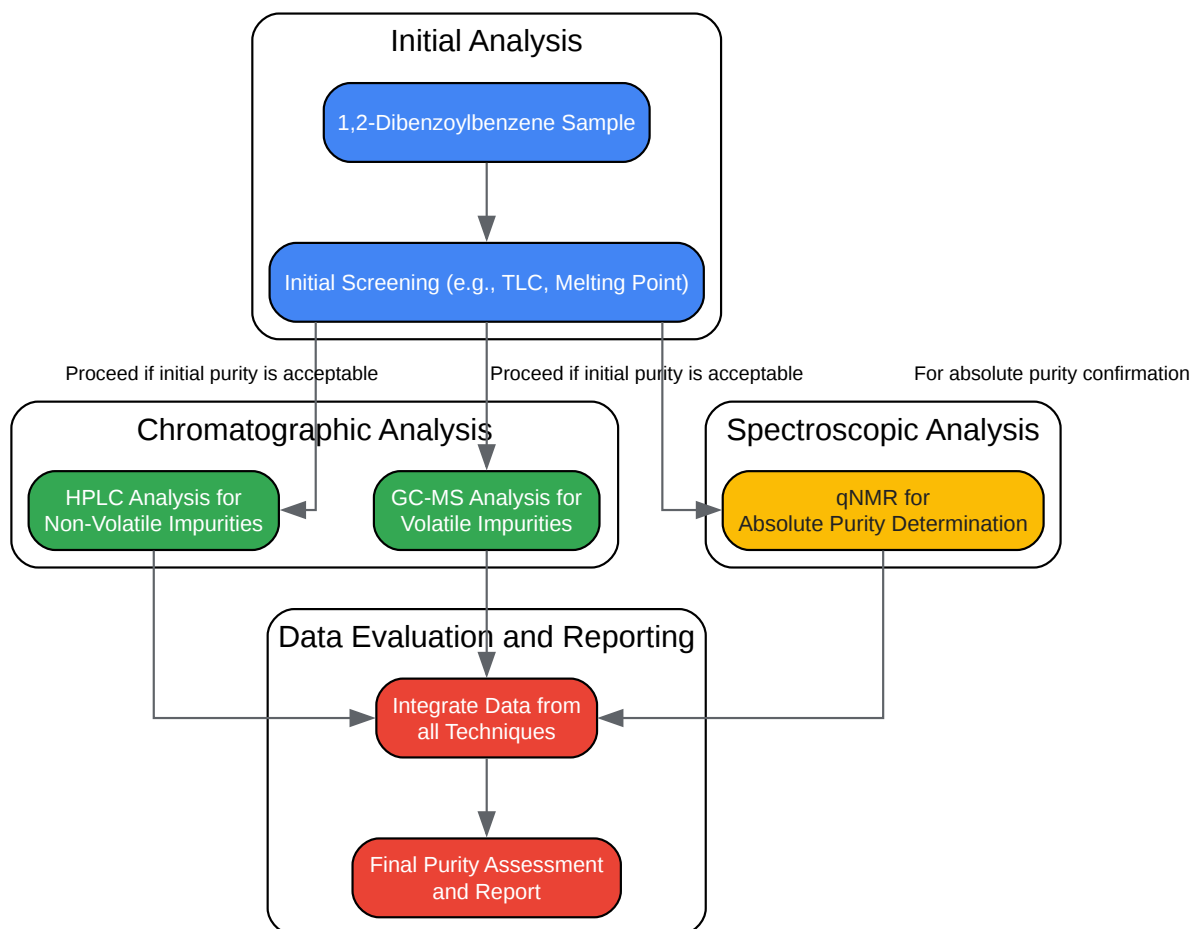 Initial Analysis
1,2-Dibenzoylbenzene Sample
Initial Screening (e.g., TLC, Melting Point)
Proceed if initial purity is acceptable
Proceed if initial purity is acceptable
For absolute purity confirmation
Chromatographic Analysis
Spectroscopic Analysis
HPLC Analysis for
Non-Volatile Impurities
GC-MS Analysis for
Volatile Impurities
qNMR for
Absolute Purity Determination
Data Evaluation and Reporting
Integrate Data from
all Techniques
Final Purity Assessment
and Report